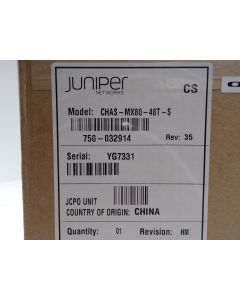 JUNIPER
NETWORKS
CS
Model: CHAS-MX80-48T-S
750-032914 Rev: 35
Serial: YG7331
JCPO UNIT
COUNTRY OF ORIGIN: CHINA
Quantity: 01 Revision: HM